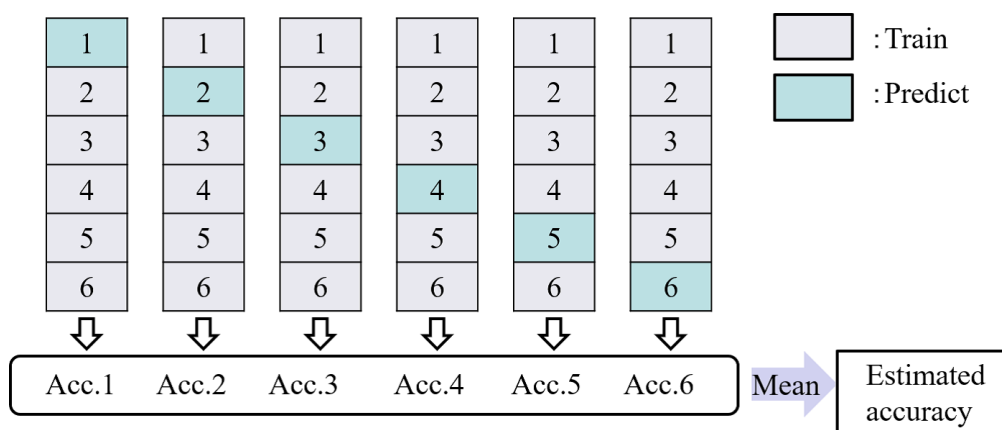 1 1 1 1 1 1
2 2 2 2 2 2
3 3 3 3 3 3
4 4 4 4 4 4
5 5 5 5 5 5
6 6 6 6 6 6
: Train
: Predict
Acc.1 Acc.2 Acc.3 Acc.4 Acc.5 Acc.6
Mean
Estimated
accuracy